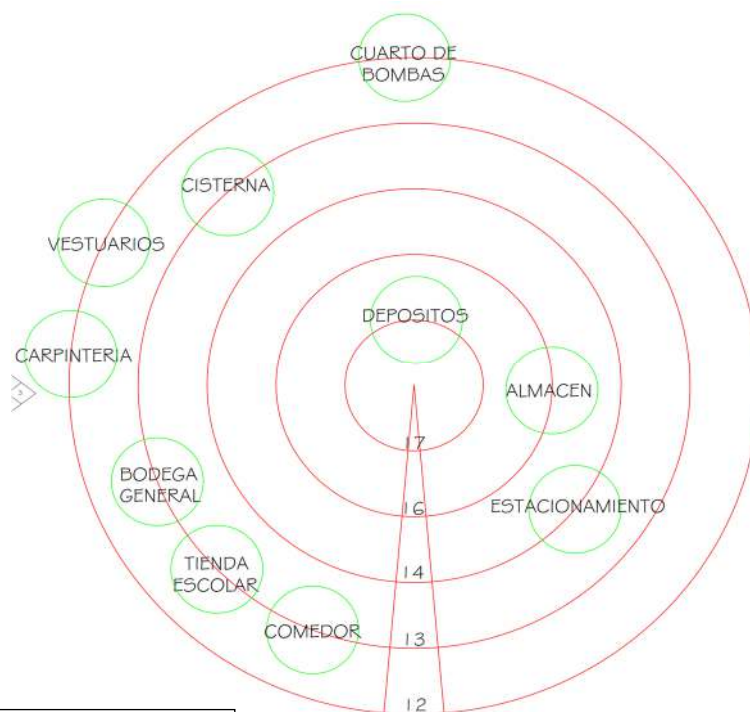 CUARTO DE
BOMBAS
CISTERNA
VESTUARIOS
DEPOSITOS
CARPINTERIA
ALMACEN
3
17
BODEGA
GENERAL
16
ESTACIONAMIENTO
TIENDA
ESCOLAR
14
COMEDOR
13
12